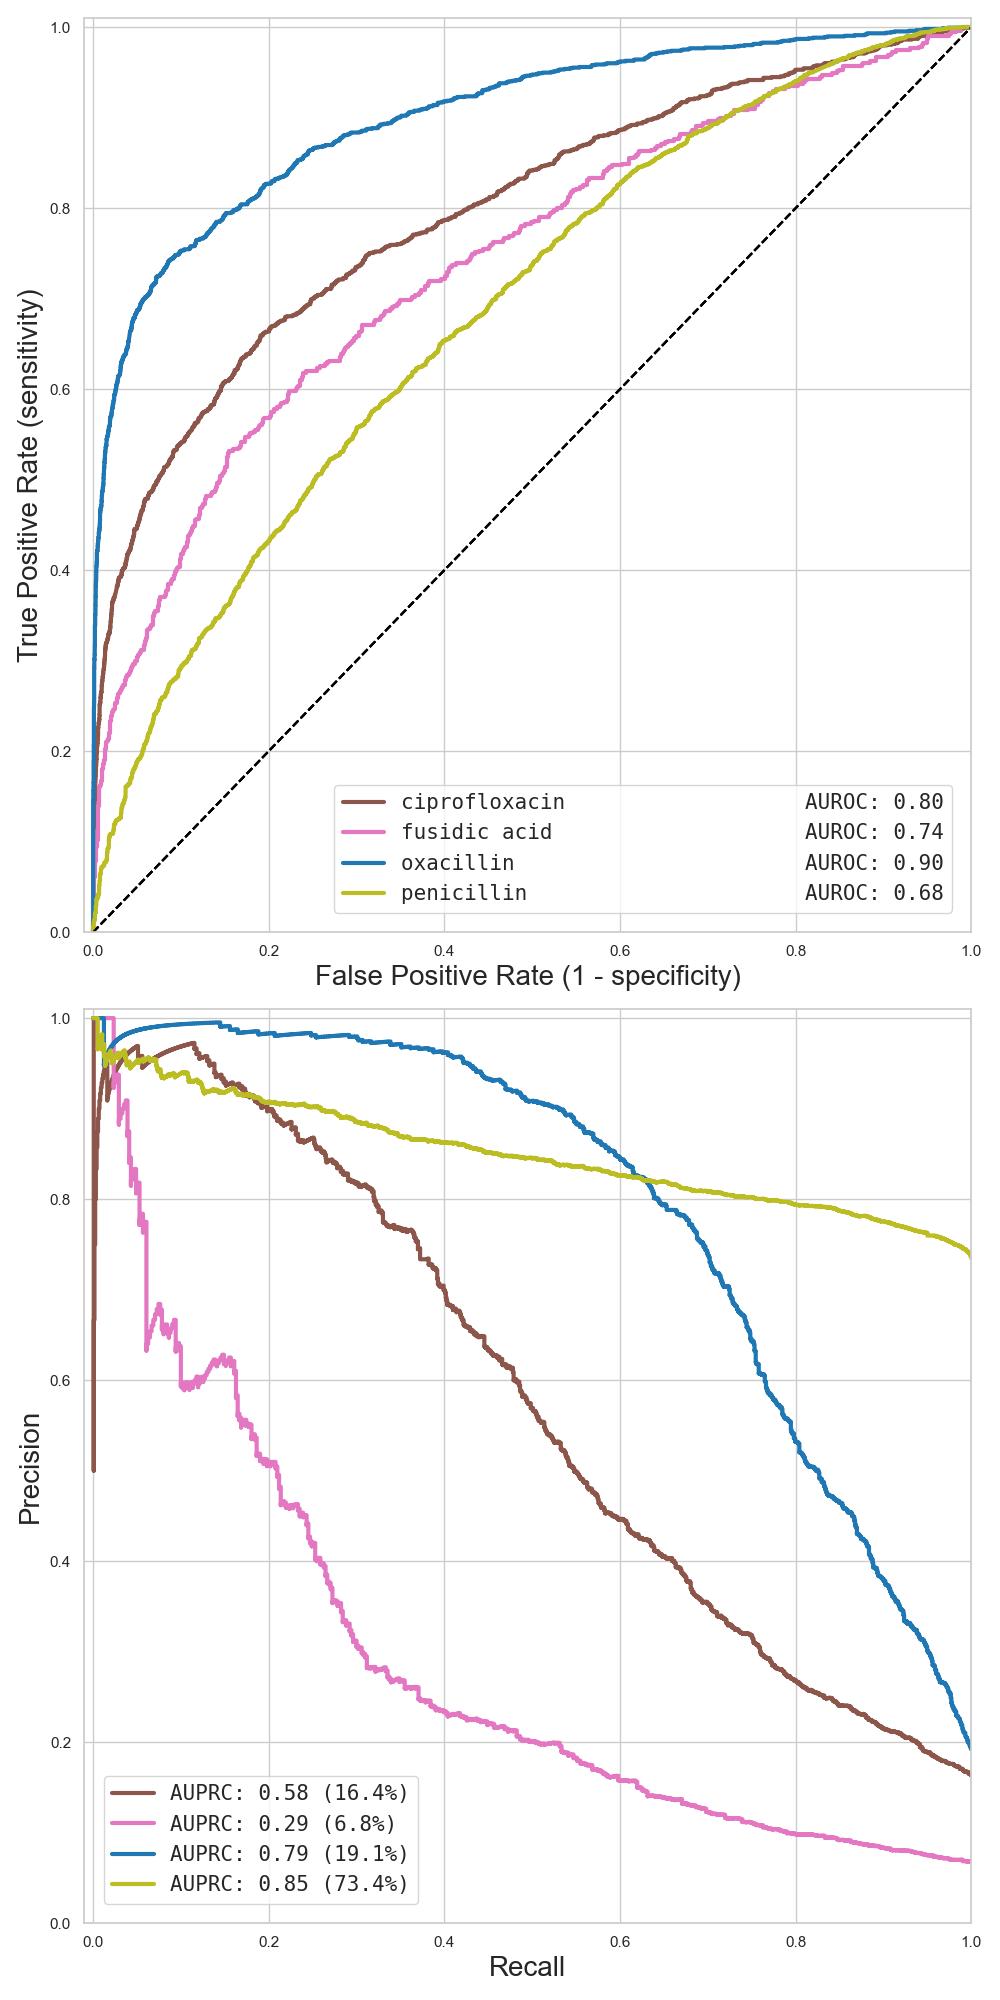 1.0
0.8
0.6
0.4
0.2
0.0
True Positive Rate (sensitivity)
ciprofloxacin AUROC: 0.80
fusidic acid AUROC: 0.74
oxacillin AUROC: 0.90
penicillin AUROC: 0.68
0.0 0.2 0.4 0.6 0.8 1.0
False Positive Rate (1 - specificity)
1.0
0.8
0.6
0.4
0.2
0.0
Precision
AUPRC: 0.58 (16.4%)
AUPRC: 0.29 (6.8%)
AUPRC: 0.79 (19.1%)
AUPRC: 0.85 (73.4%)
0.0 0.2 0.4 0.6 0.8 1.0
Recall